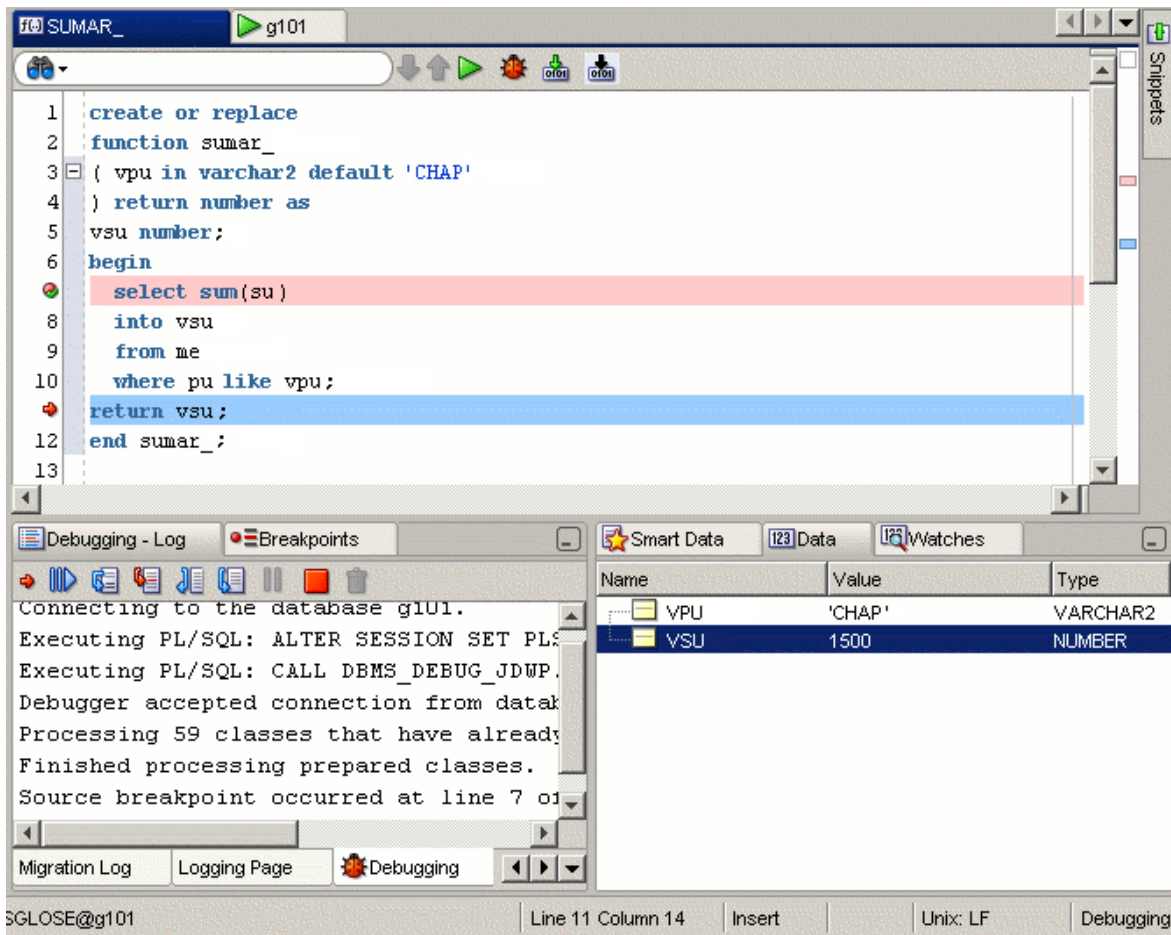 f(.) SUMAR_
g101
Snippets
1 create or replace
2 function sumar_
3 ( vpu in varchar2 default 'CHAP'
4 ) return number as
5 vsu number;
6 begin
select sum(su)
8 into vsu
9 from me
10 where pu like vpu;
return vsu;
12 end sumar_;
13
Debugging - Log
Breakpoints
Connecting to the database g101.
Executing PL/SQL: ALTER SESSION SET PLS
Executing PL/SQL: CALL DBMS_DEBUG_JDWP.
Debugger accepted connection from datab
Processing 59 classes that have already
Finished processing prepared classes.
Source breakpoint occurred at line 7 of
Migration Log
Logging Page
Debugging
Smart Data
123 Data
Watches
Name Value Type
VPU 'CHAP' VARCHAR2
VSU 1500 NUMBER
SGLOSE@g101
Line 11 Column 14
Insert
Unix: LF
Debugging